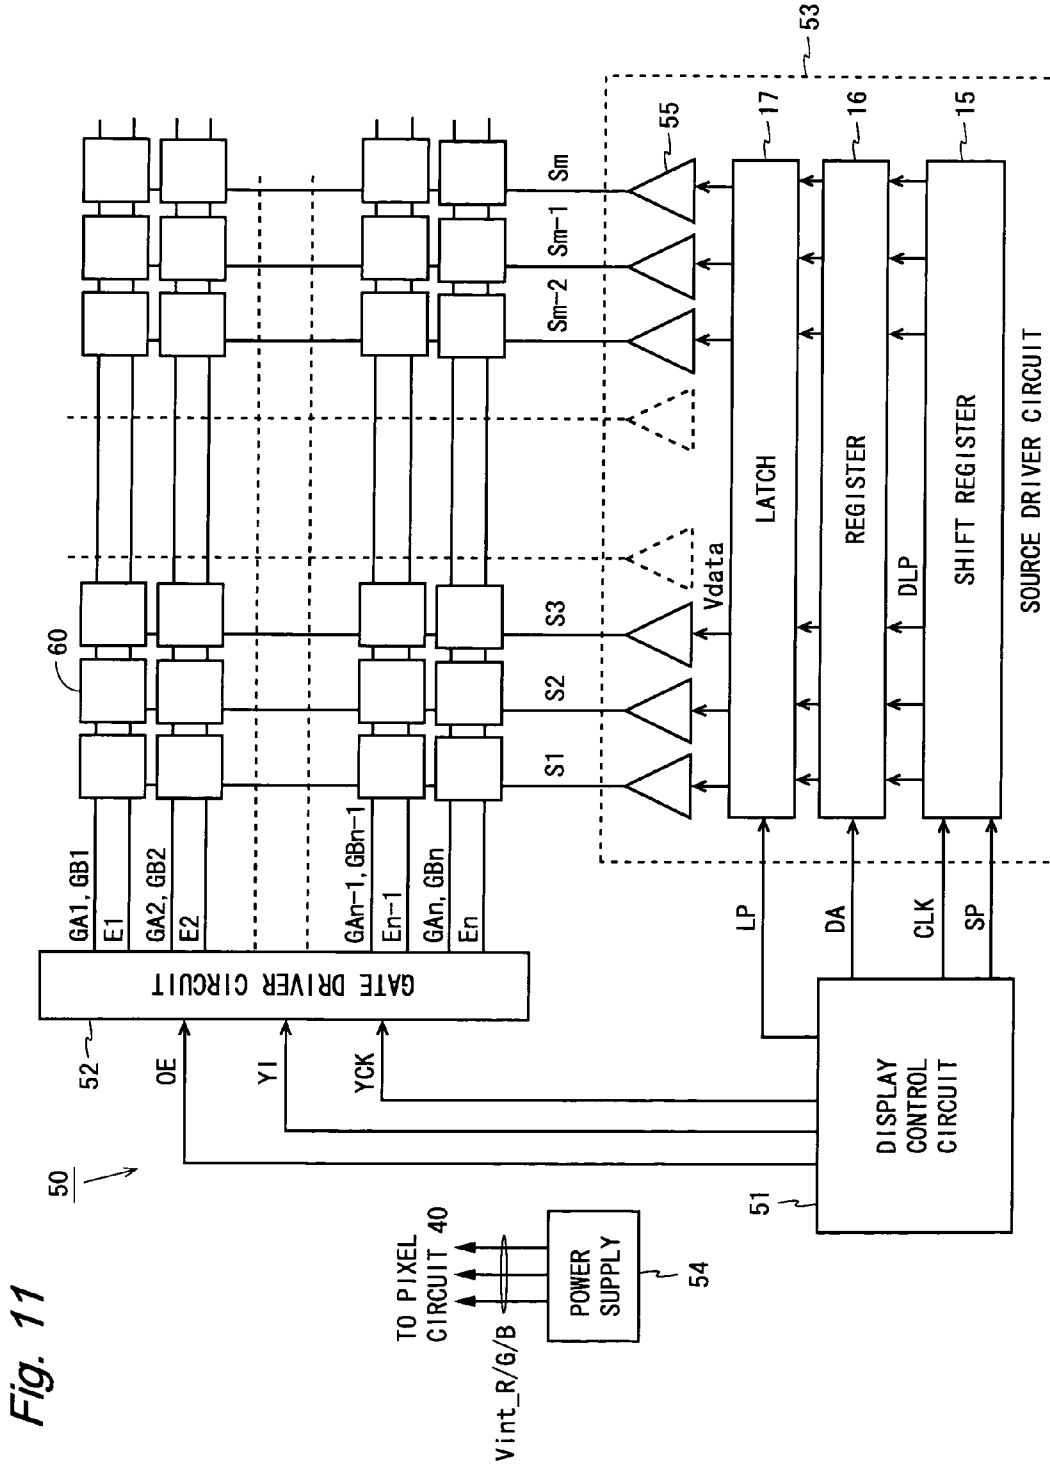 Fig. 11
50
52
GATE DRIVER CIRCUIT
OE
YI
YCK
GA1, GB1
E1
GA2, GB2
E2
GAn-1, GBn-1
En-1
GAn, GBn
En
60
S1
S2
S3
Sm-2
Sm-1
Sm
53
55
Vdata
LATCH
17
REGISTER
16
DLP
SHIFT REGISTER
15
SOURCE DRIVER CIRCUIT
LP
DA
CLK
SP
DISPLAY
CONTROL
CIRCUIT
51
TO PIXEL
CIRCUIT 40
Vint_R/G/B
POWER
SUPPLY
54